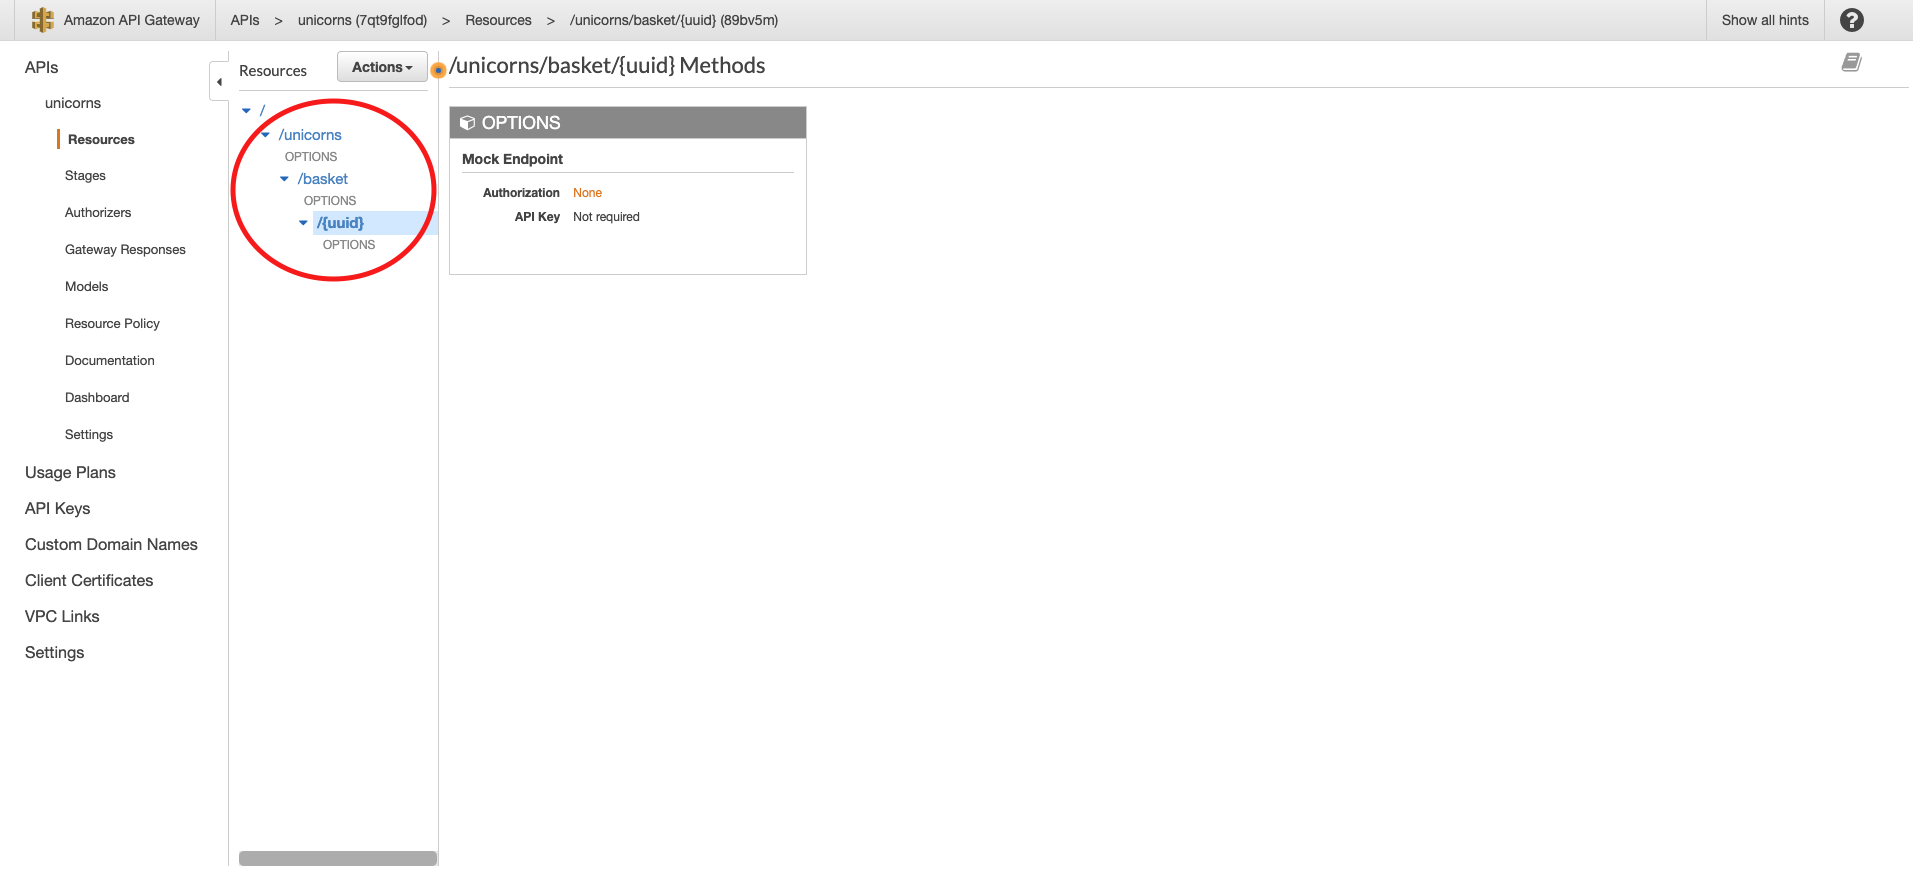 Amazon API Gateway APIs > unicorns (7qt9fglfod) > Resources > /unicorns/basket/{uuid} (89bv5m) Show all hints ?
APIs
unicorns
Resources
Stages
Authorizers
Gateway Responses
Models
Resource Policy
Documentation
Dashboard
Settings
Usage Plans
API Keys
Custom Domain Names
Client Certificates
VPC Links
Settings
Resources Actions
/
/unicorns
OPTIONS
/basket
OPTIONS
/{uuid}
OPTIONS
/unicorns/basket/{uuid} Methods
OPTIONS
Mock Endpoint
Authorization None
API Key Not required